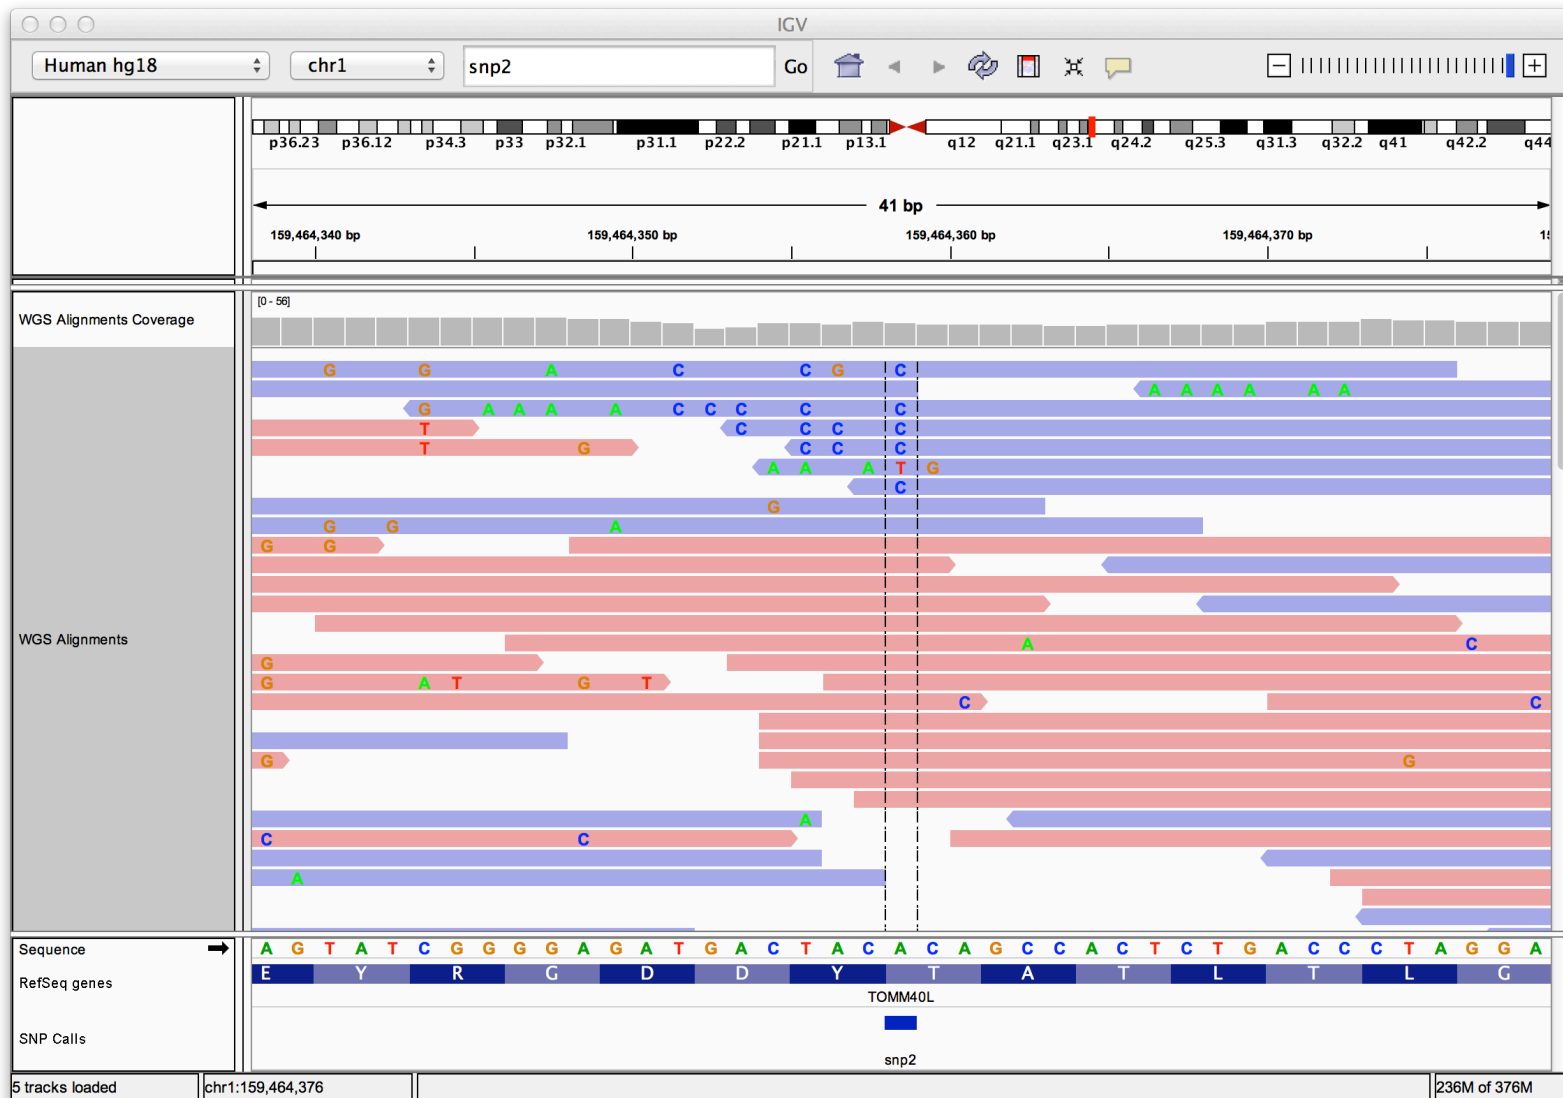 IGV
Human hg18 chr1 snp2 Go
p36.23 p36.12 p34.3 p33 p32.1 p31.1 p22.2 p21.1 p13.1 q12 q21.1 q23.1 q24.2 q25.3 q31.3 q32.2 q41 q42.2 q44
41 bp
159,464,340 bp 159,464,350 bp 159,464,360 bp 159,464,370 bp
[0 - 56]
WGS Alignments Coverage
G G A C C G C
A A A A A A
G A A A A C C C C C
T C C C C
T G C C C
A A A T G
C
G
G G A
G G
WGS Alignments
A C
G
G A T G T
C C
G G
A
C C
A
Sequence A G T A T C G G G G A G A T G A C T A C A C A G C C A C T C T G A C C C T A G G A
RefSeq genes E Y R G D D Y T A T L T L G
TOMM40L
SNP Calls
snp2
5 tracks loaded chr1:159,464,376 236M of 376M